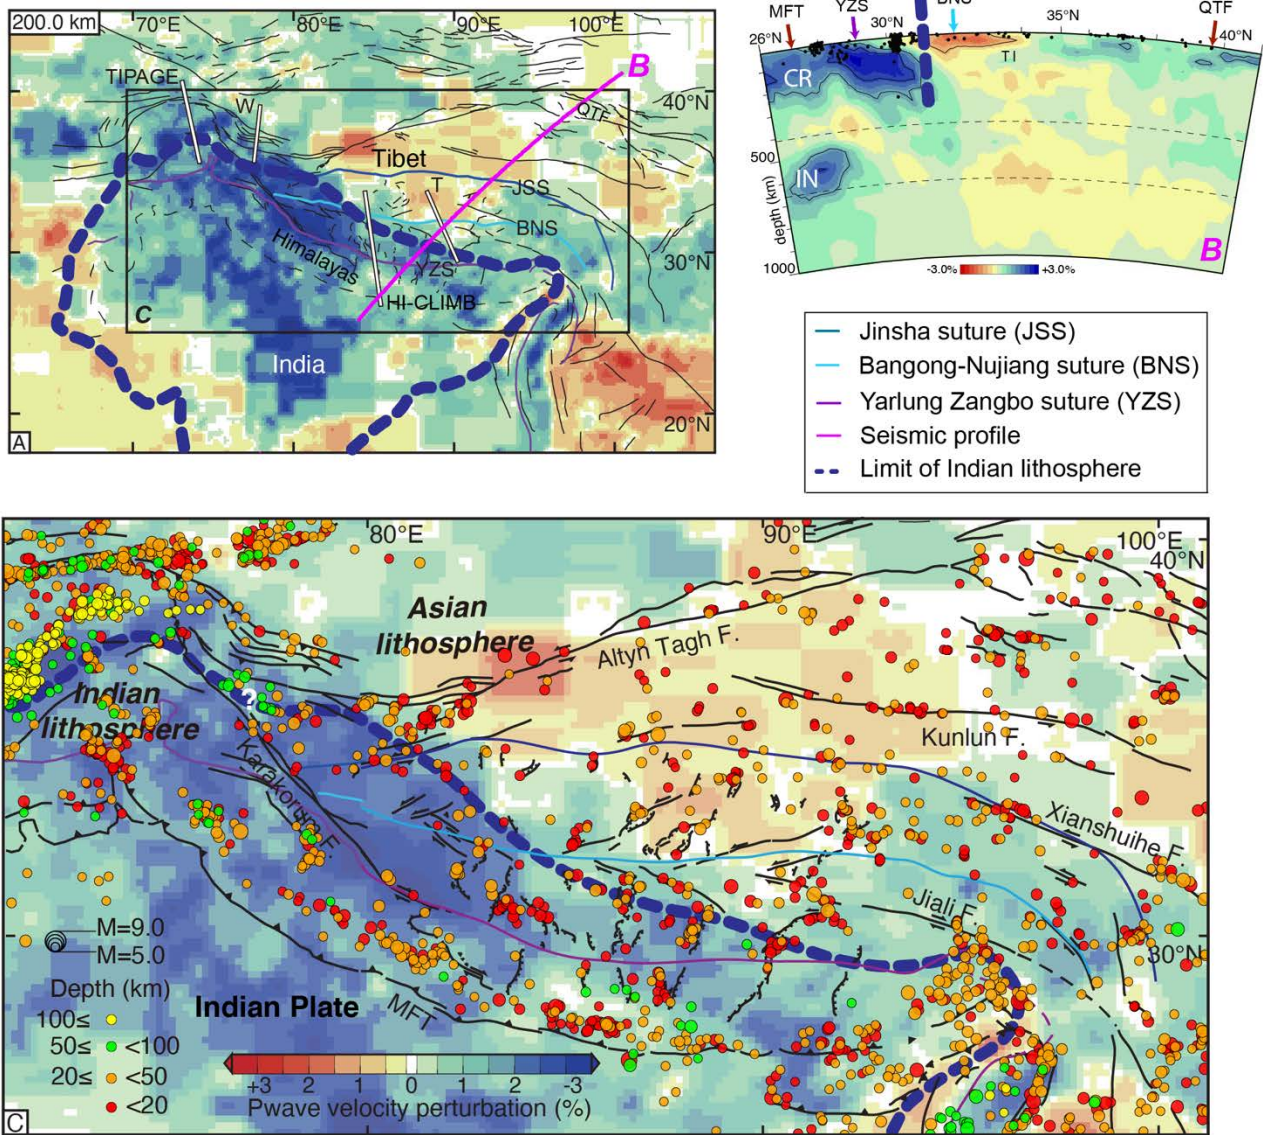 200.0 km
70°E
80°E
90°E
100°E
TIPAGE
W
B
40°N
QTF
Tibet
JSS
T
BNS
Himalayas
YZS
30°N
HI-CLIMB
C
India
20°N
A
MFT
YZS
BNS
QTF
26°N
30°N
35°N
40°N
CR
TI
500
IN
depth (km)
1000
-3.0%
+3.0%
B
Jinsha suture (JSS)
Bangong-Nujiang suture (BNS)
Yarlung Zangbo suture (YZS)
Seismic profile
Limit of Indian lithosphere
80°E
90°E
100°E
40°N
Asian
lithosphere
Altyn Tagh F.
Indian
lithosphere
?
Kunlun F.
Karakorum F.
Xianshuihe F.
Jiali F.
30°N
M=9.0
M=5.0
Depth (km)
100≤
50≤ <100
20≤ <50
<20
Indian Plate
MFT
+3 2 1 0 1 2 -3
Pwave velocity perturbation (%)
C